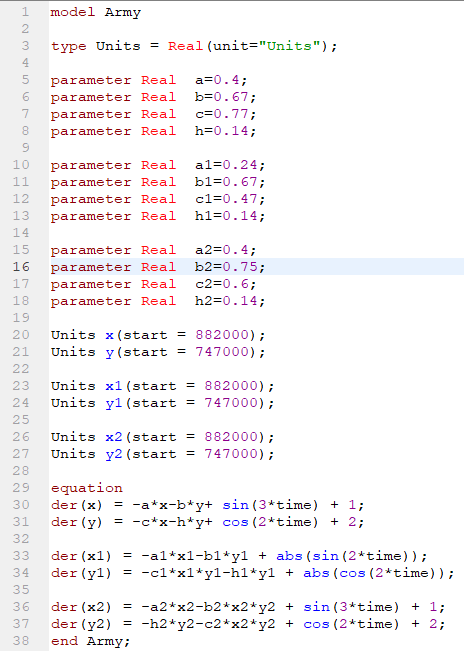 1 model Army
2
3 type Units = Real(unit="Units");
4
5 parameter Real  a=0.4;
6 parameter Real  b=0.67;
7 parameter Real  c=0.77;
8 parameter Real  h=0.14;
9
10 parameter Real  a1=0.24;
11 parameter Real  b1=0.67;
12 parameter Real  c1=0.47;
13 parameter Real  h1=0.14;
14
15 parameter Real  a2=0.4;
16 parameter Real  b2=0.75;
17 parameter Real  c2=0.6;
18 parameter Real  h2=0.14;
19
20 Units x(start = 882000);
21 Units y(start = 747000);
22
23 Units x1(start = 882000);
24 Units y1(start = 747000);
25
26 Units x2(start = 882000);
27 Units y2(start = 747000);
28
29 equation
30 der(x) = -a*x-b*y+ sin(3*time) + 1;
31 der(y) = -c*x-h*y+ cos(2*time) + 2;
32
33 der(x1) = -a1*x1-b1*y1 + abs(sin(2*time));
34 der(y1) = -c1*x1*y1-h1*y1 + abs(cos(2*time));
35
36 der(x2) = -a2*x2-b2*x2*y2 + sin(3*time) + 1;
37 der(y2) = -h2*y2-c2*x2*y2 + cos(2*time) + 2;
38 end Army;